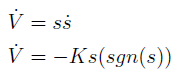 V̇ = sṡ
V̇ = −Ks(sgn(s))